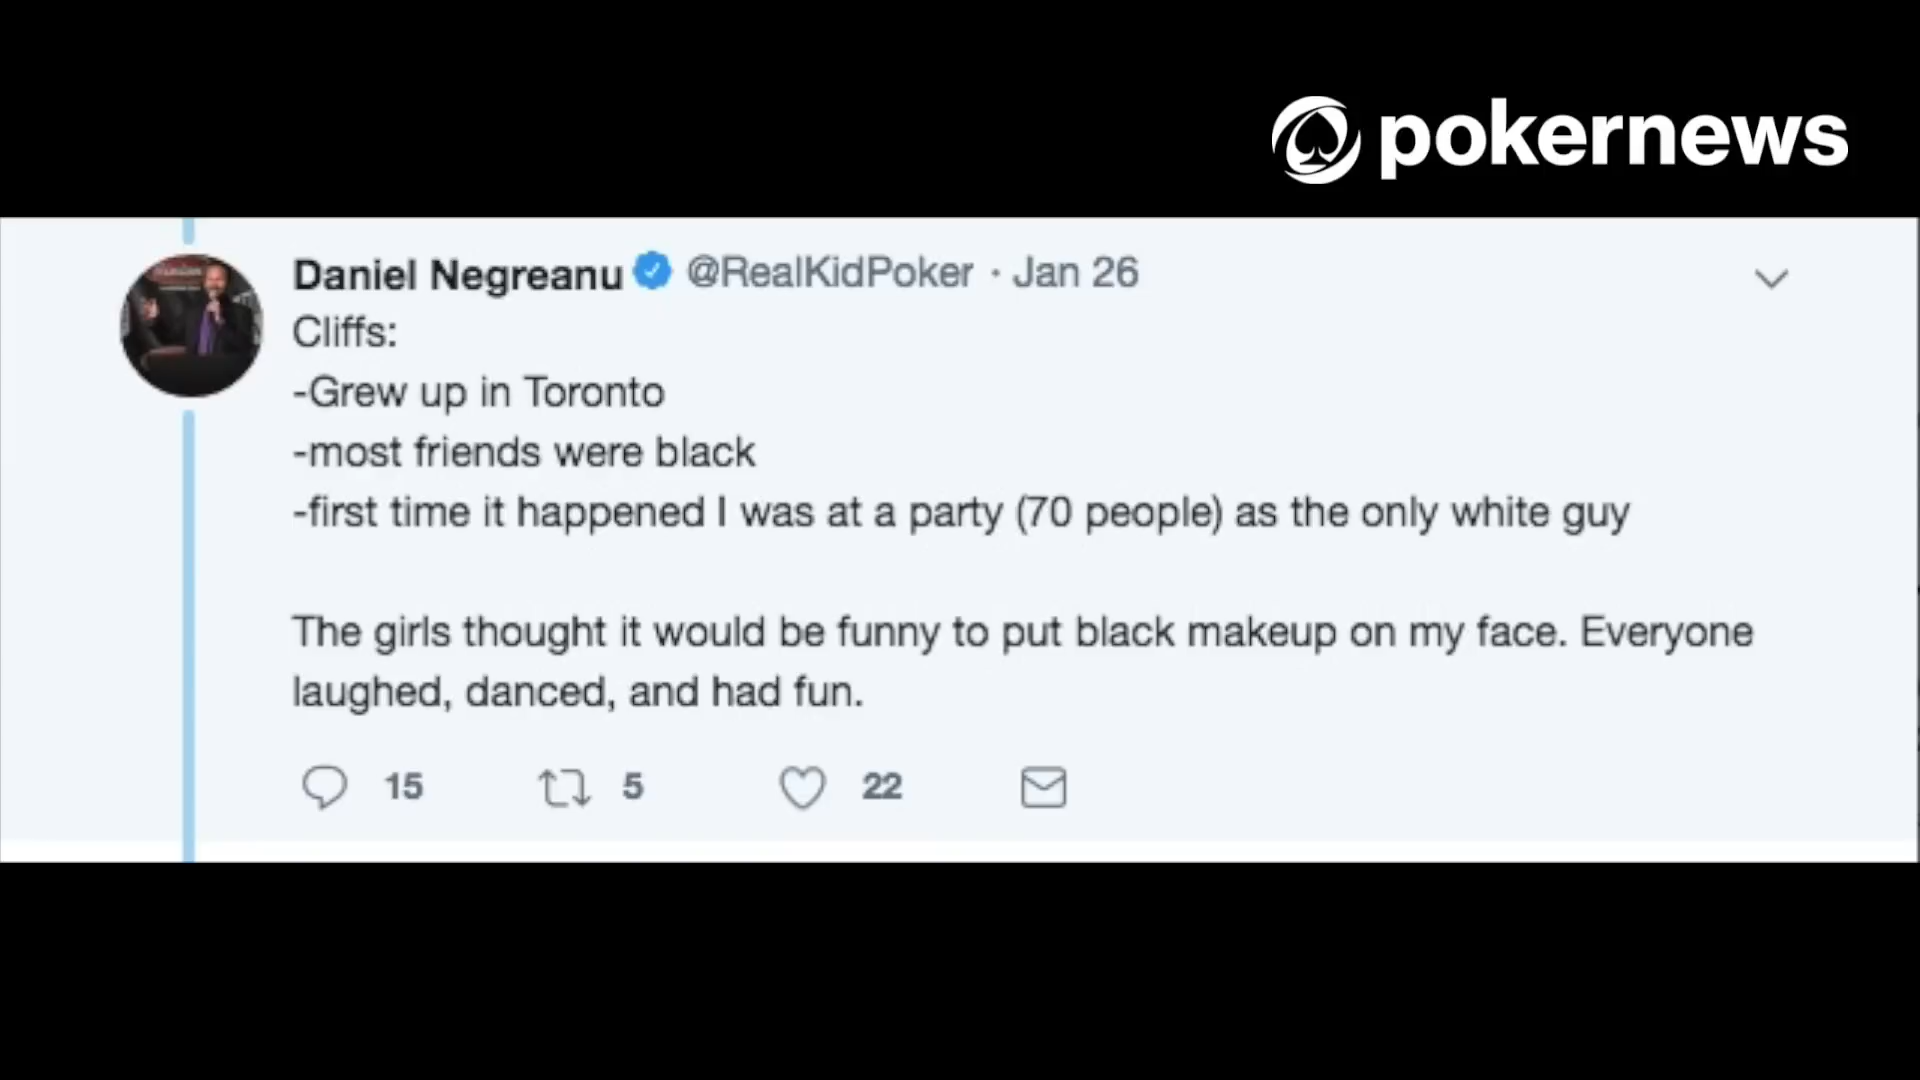 pokernews
Daniel Negreanu @RealKidPoker · Jan 26
Cliffs:
-Grew up in Toronto
-most friends were black
-first time it happened I was at a party (70 people) as the only white guy
The girls thought it would be funny to put black makeup on my face. Everyone
laughed, danced, and had fun.
15 5 22